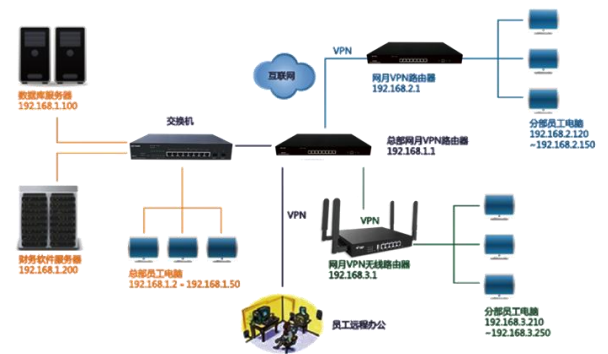 VPN
网月VPN路由器
192.168.2.1
互联网
数据库服务器
192.168.1.100
交换机
总部网月VPN路由器
192.168.1.1
分部员工电脑
192.168.2.120
~192.168.2.150
VPN
VPN
财务软件服务器
192.168.1.200
总部员工电脑
192.168.1.2 - 192.168.1.50
网月VPN无线路由器
192.168.3.1
分部员工电脑
192.168.3.210
~192.168.3.250
员工远程办公